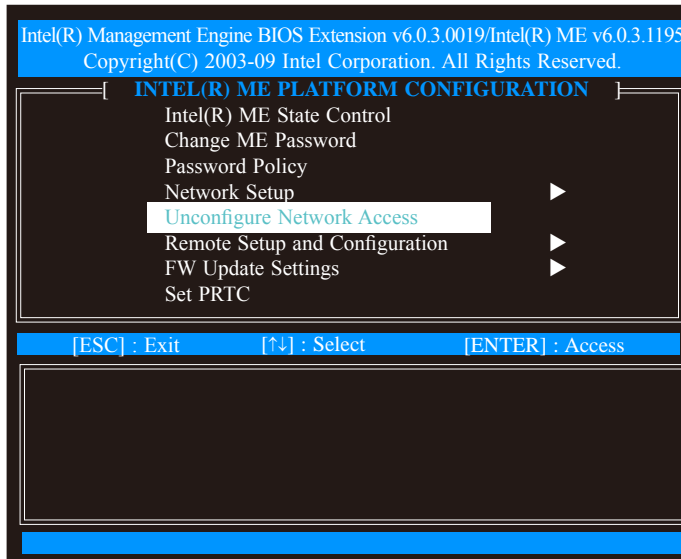 Intel(R) Management Engine BIOS Extension v6.0.3.0019/Intel(R) ME v6.0.3.1195
Copyright(C) 2003-09 Intel Corporation. All Rights Reserved.
[ INTEL(R) ME PLATFORM CONFIGURATION ]
Intel(R) ME State Control
Change ME Password
Password Policy
Network Setup ▶
Unconfigure Network Access
Remote Setup and Configuration ▶
FW Update Settings ▶
Set PRTC
[ESC] : Exit [↑↓] : Select [ENTER] : Access